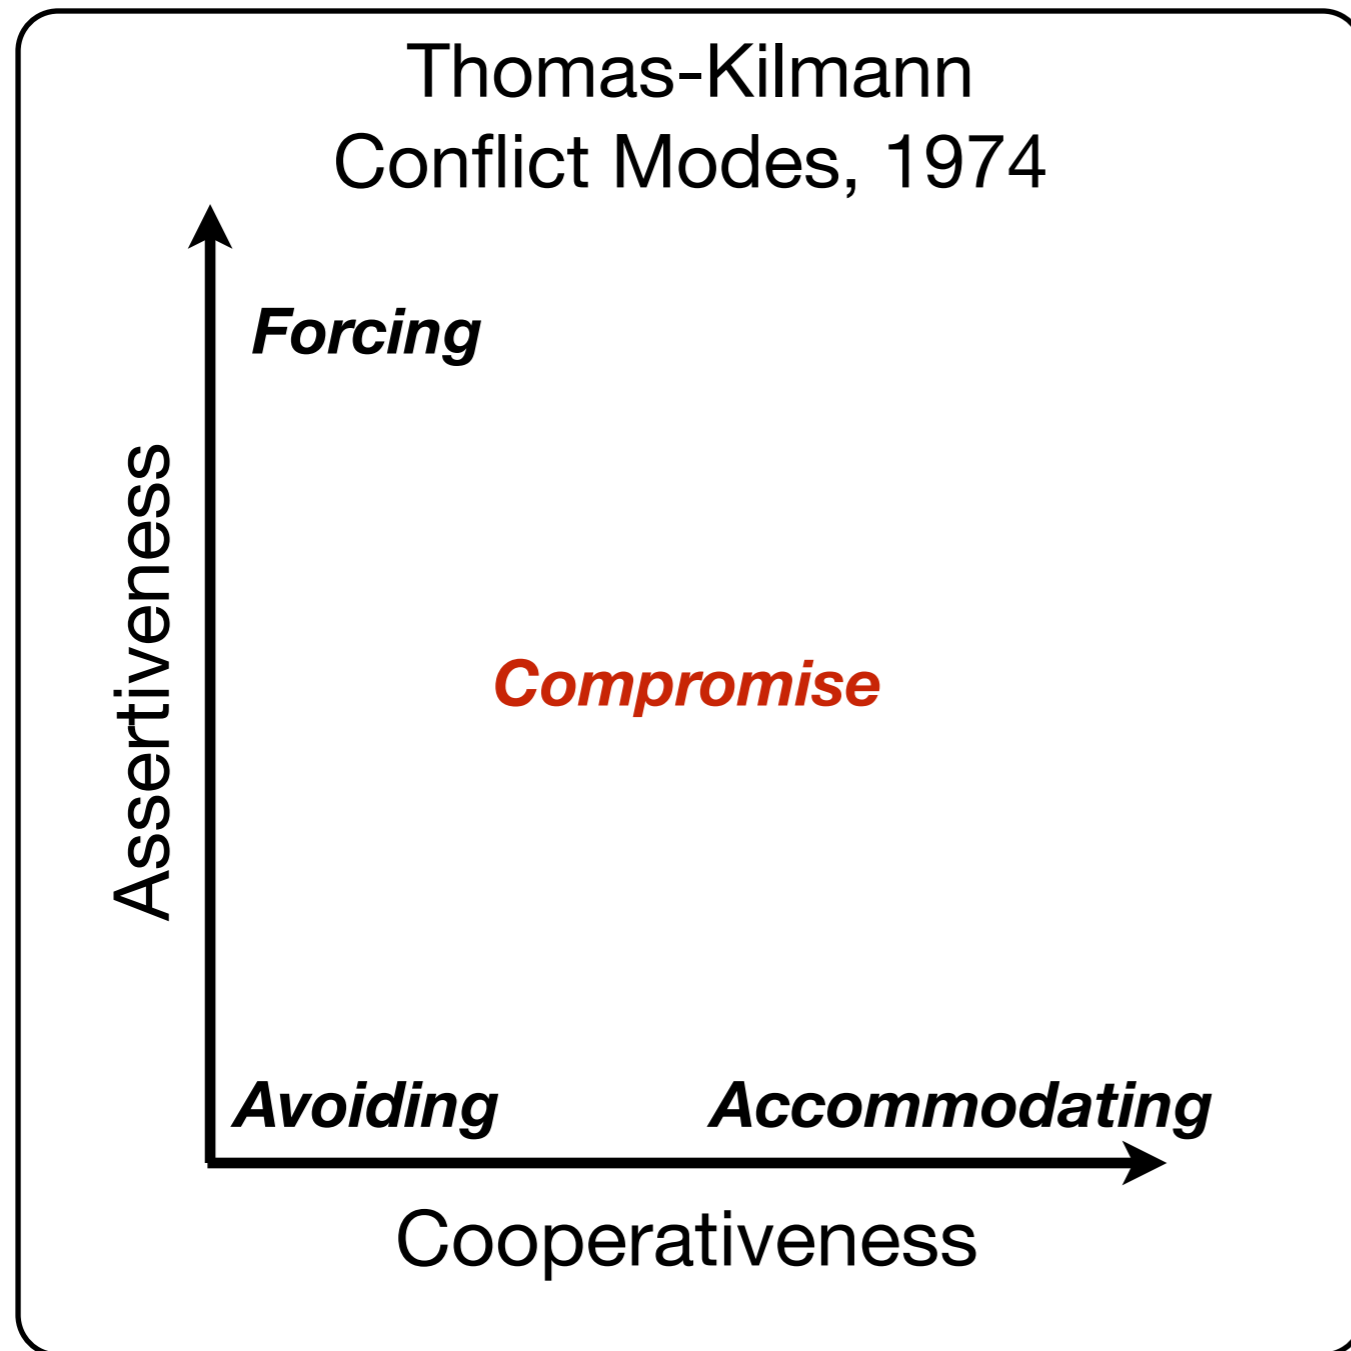 Thomas-Kilmann
Conflict Modes, 1974
Forcing
Assertiveness
Compromise
Avoiding
Accommodating
Cooperativeness